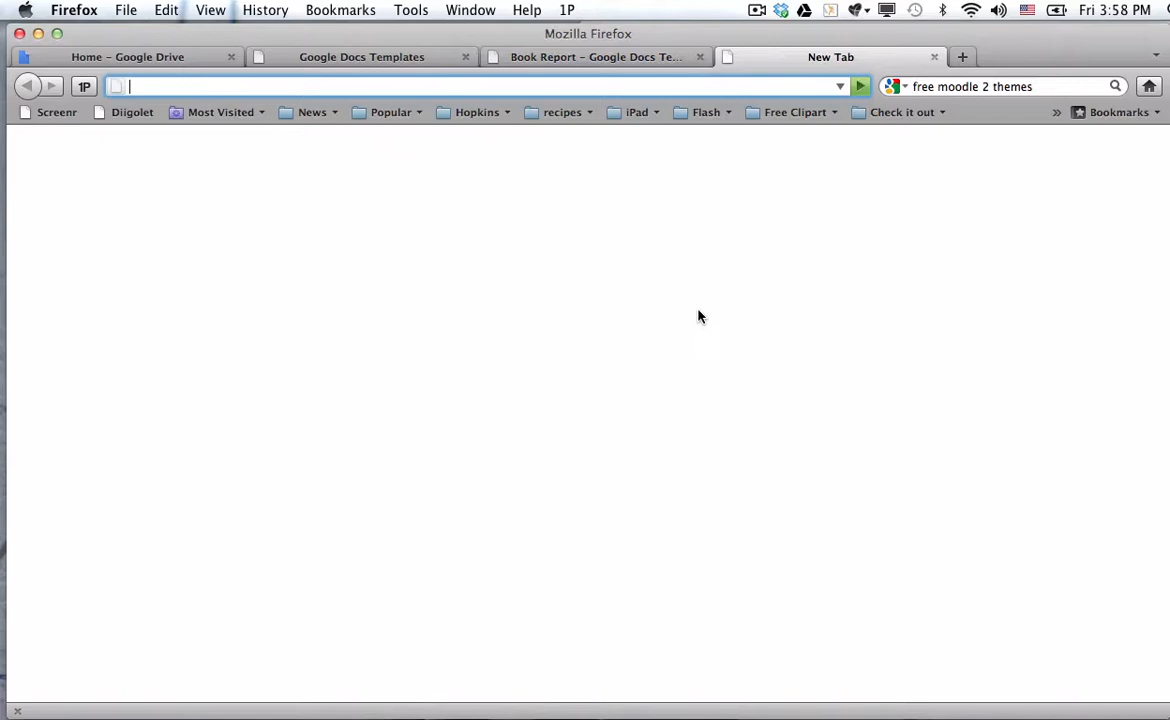 Firefox File Edit View History Bookmarks Tools Window Help 1P Fri 3:58 PM
Mozilla Firefox
Home – Google Drive Google Docs Templates Book Report – Google Docs Te... New Tab
1P free moodle 2 themes
Screenr Diigolet Most Visited News Popular Hopkins recipes iPad Flash Free Clipart Check it out » Bookmarks